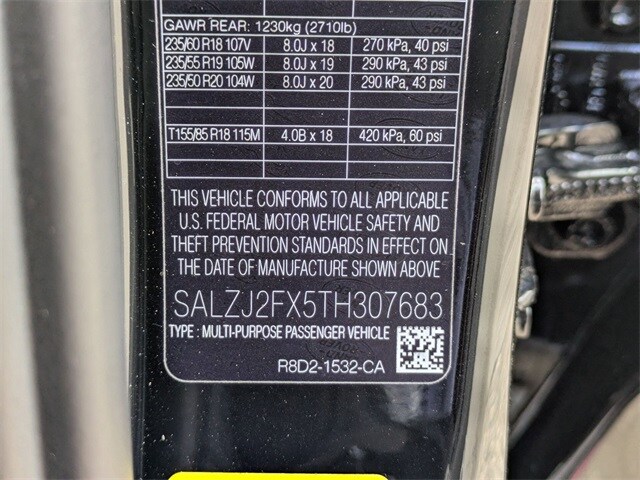 GAWR REAR: 1230kg (2710lb)
235/60 R18 107V 8.0J x 18 270 kPa, 40 psi
235/55 R19 105W 8.0J x 19 290 kPa, 43 psi
235/50 R20 104W 8.0J x 20 290 kPa, 43 psi
T155/85 R18 115M 4.0B x 18 420 kPa, 60 psi
THIS VEHICLE CONFORMS TO ALL APPLICABLE
U.S. FEDERAL MOTOR VEHICLE SAFETY AND
THEFT PREVENTION STANDARDS IN EFFECT ON
THE DATE OF MANUFACTURE SHOWN ABOVE
SALZJ2FX5TH307683
TYPE : MULTI-PURPOSE PASSENGER VEHICLE
R8D2-1532-CA